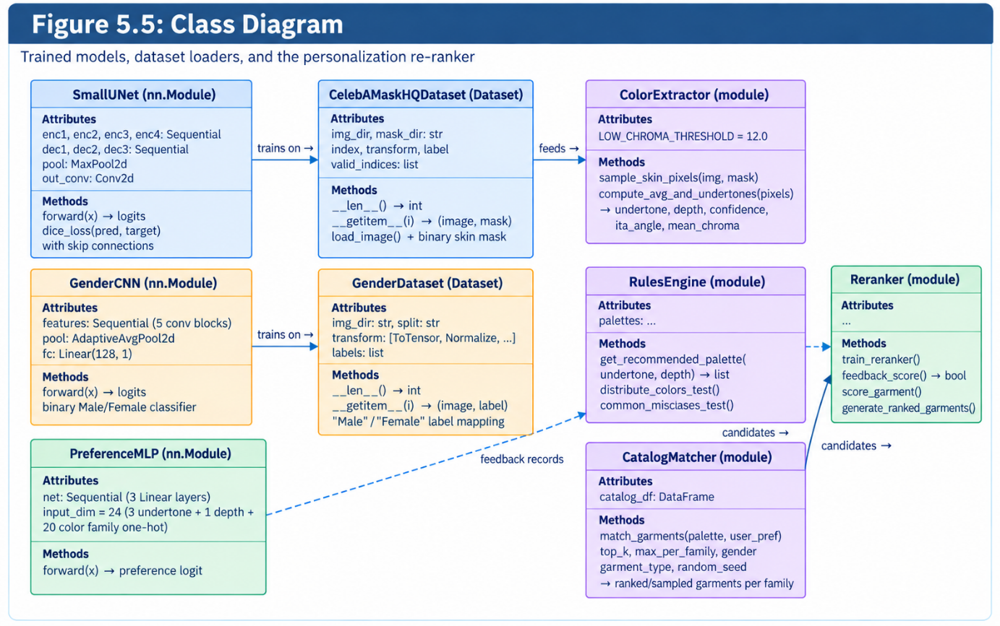 Figure 5.5: Class Diagram
Trained models, dataset loaders, and the personalization re-ranker
SmallUNet (nn.Module)
Attributes
enc1, enc2, enc3, enc4: Sequential
dec1, dec2, dec3: Sequential
pool: MaxPool2d
out_conv: Conv2d
Methods
forward(x) → logits
dice_loss(pred, target)
with skip connections
trains on →
CelebAMaskHQDataset (Dataset)
Attributes
img_dir, mask_dir: str
index, transform, label
valid_indices: list
Methods
__len__() → int
__getitem__(i) → (image, mask)
load_image() + binary skin mask
feeds →
ColorExtractor (module)
Attributes
LOW_CHROMA_THRESHOLD = 12.0
Methods
sample_skin_pixels(img, mask)
compute_avg_and_undertones(pixels)
→ undertone, depth, confidence,
ita_angle, mean_chroma
GenderCNN (nn.Module)
Attributes
features: Sequential (5 conv blocks)
pool: AdaptiveAvgPool2d
fc: Linear(128, 1)
Methods
forward(x) → logits
binary Male/Female classifier
trains on →
GenderDataset (Dataset)
Attributes
img_dir: str, split: str
transform: [ToTensor, Normalize, ...]
labels: list
Methods
__len__() → int
__getitem__(i) → (image, label)
"Male" / "Female" label mapping
RulesEngine (module)
Attributes
palettes: ...
Methods
get_recommended_palette(
undertone, depth) → list
distribute_colors_test()
common_misclases_test()
Reranker (module)
Attributes
...
Methods
train_reranker()
feedback_score() → bool
score_garment()
generate_ranked_garments()
candidates →
candidates →
PreferenceMLP (nn.Module)
Attributes
net: Sequential (3 Linear layers)
input_dim = 24 (3 undertone + 1 depth +
20 color family one-hot)
Methods
forward(x) → preference logit
feedback records
CatalogMatcher (module)
Attributes
catalog_df: DataFrame
Methods
match_garments(palette, user_pref)
top_k, max_per_family, gender
garment_type, random_seed
→ ranked/sampled garments per family